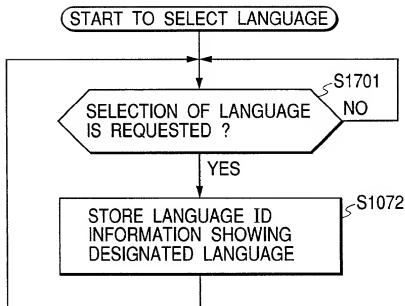 START TO SELECT LANGUAGE
S1701
SELECTION OF LANGUAGE
IS REQUESTED ?
NO
YES
S1072
STORE LANGUAGE ID
INFORMATION SHOWING
DESIGNATED LANGUAGE